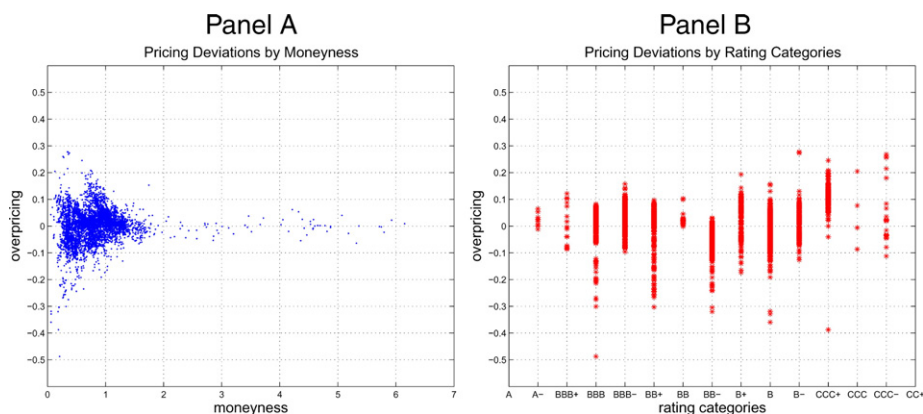 Panel A
Pricing Deviations by Moneyness
0.5
0.4
0.3
0.2
0.1
0
−0.1
−0.2
−0.3
−0.4
−0.5
overpricing
0 1 2 3 4 5 6 7
moneyness
Panel B
Pricing Deviations by Rating Categories
0.5
0.4
0.3
0.2
0.1
0
−0.1
−0.2
−0.3
−0.4
−0.5
overpricing
A A− BBB+ BBB BBB− BB+ BB BB− B+ B B− CCC+ CCC CCC− CC+
rating categories